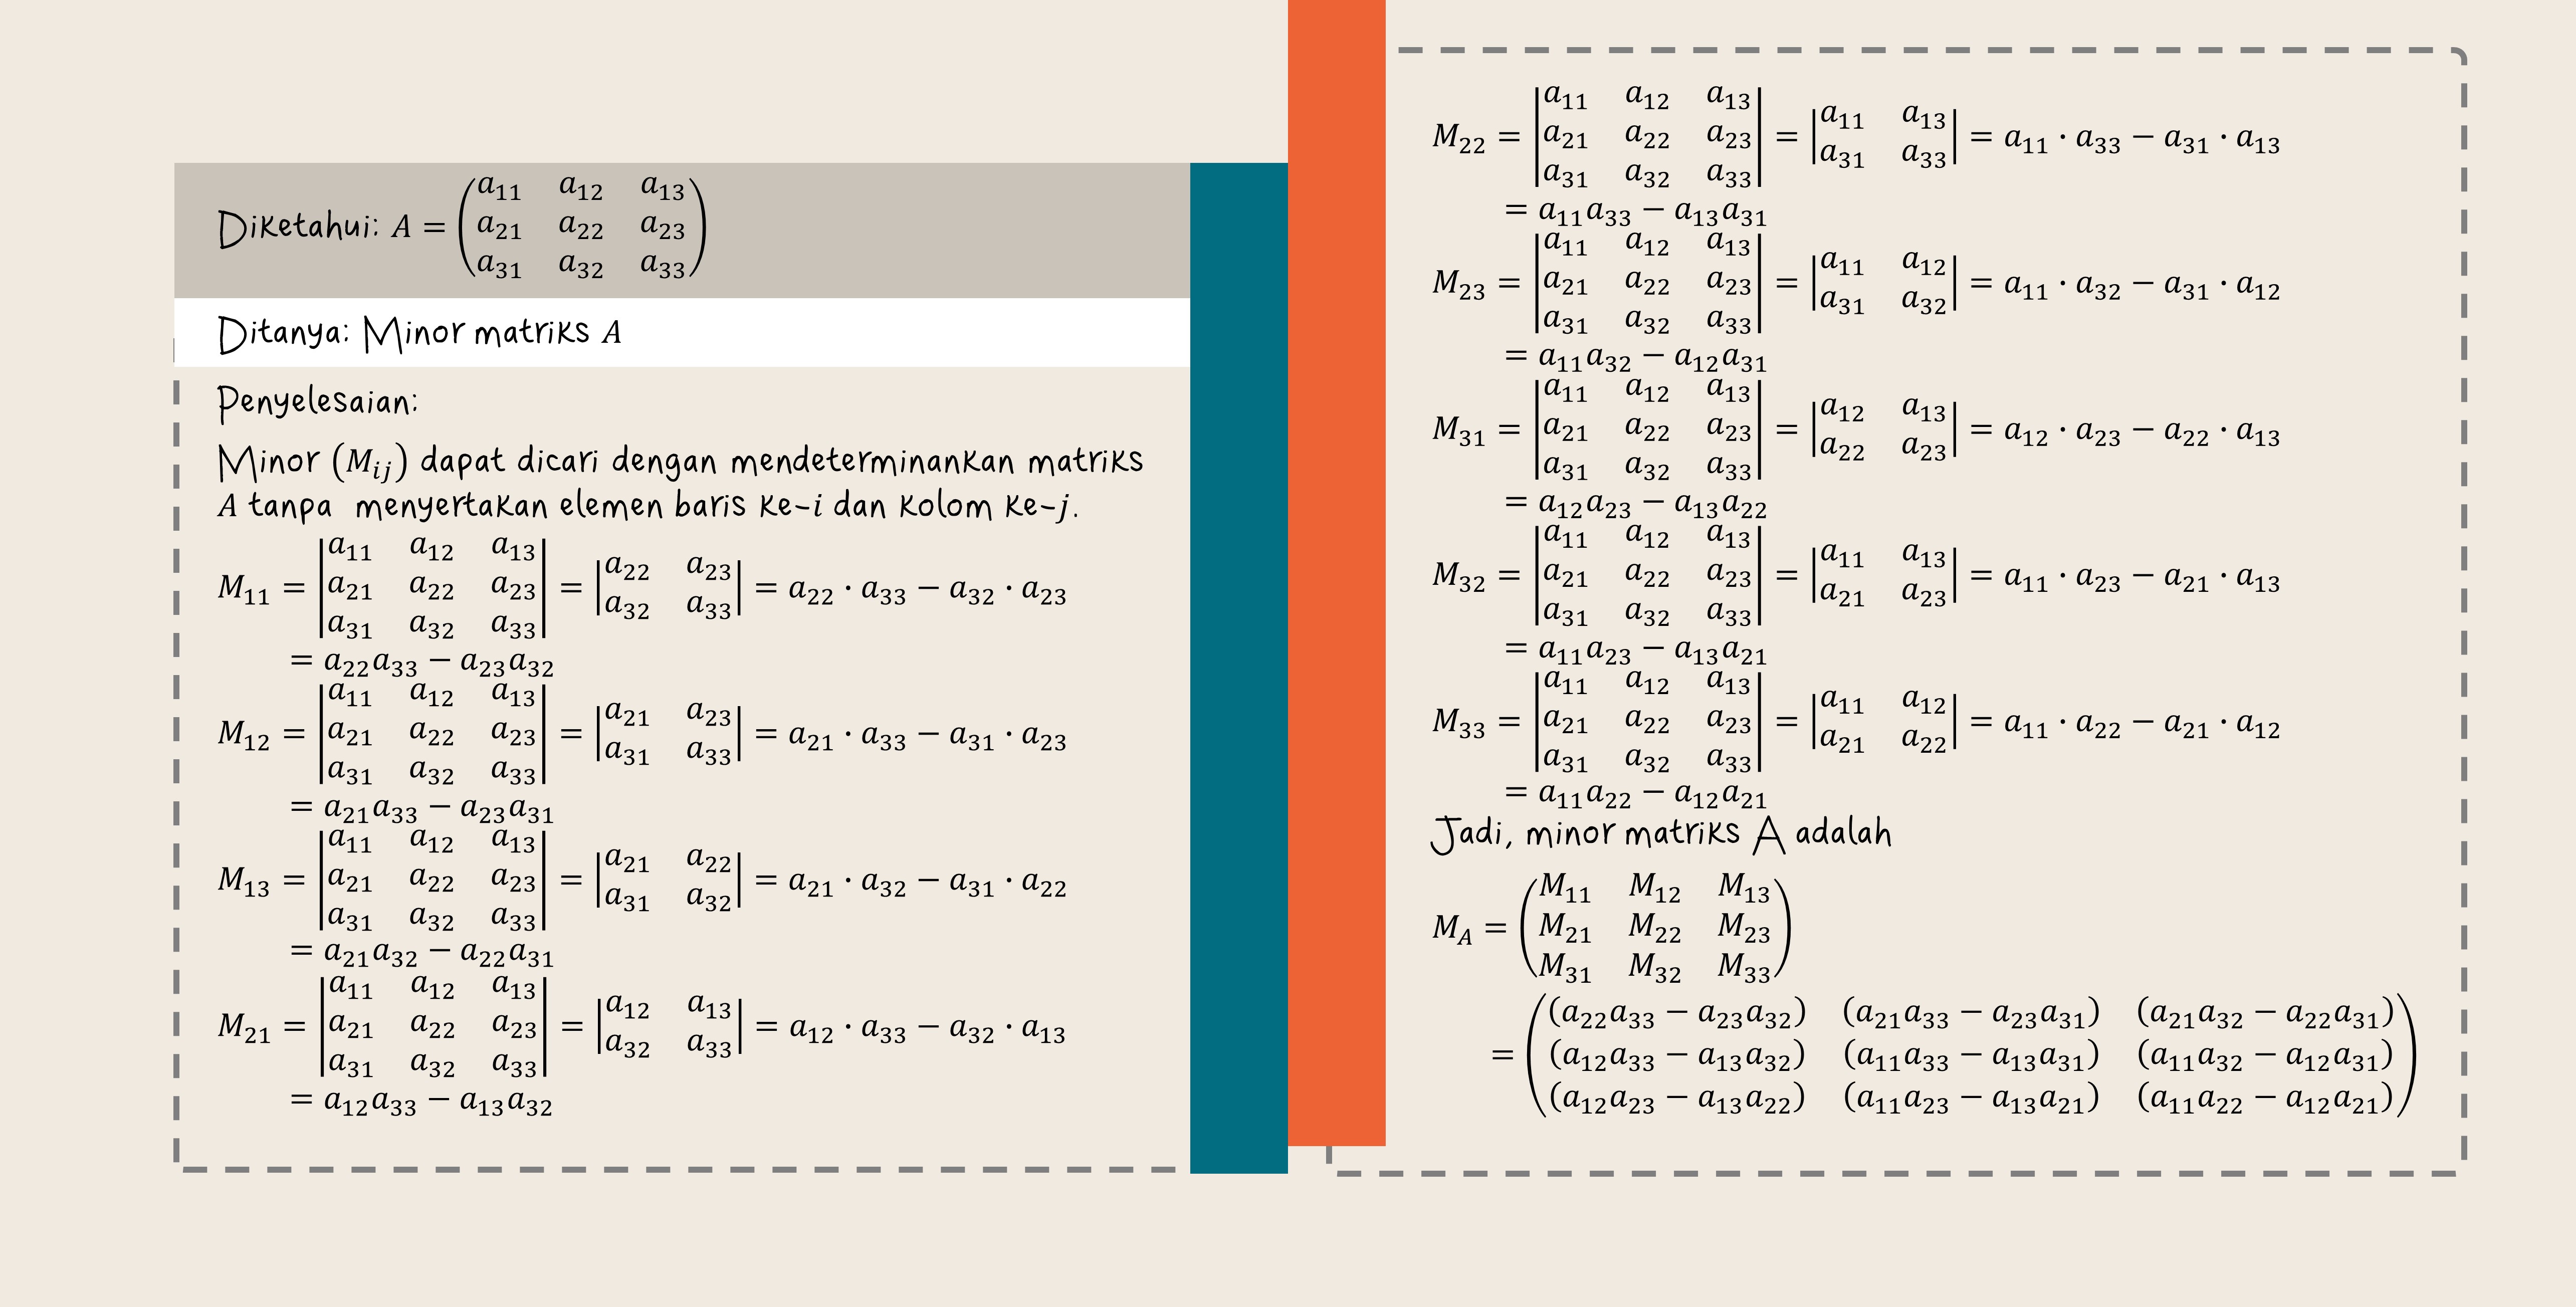 Diketahui: $A = \begin{pmatrix} a_{11} & a_{12} & a_{13} \\ a_{21} & a_{22} & a_{23} \\ a_{31} & a_{32} & a_{33} \end{pmatrix}$
Ditanya: Minor matriks $A$
Penyelesaian:
Minor $(M_{ij})$ dapat dicari dengan mendeterminankan matriks
$A$ tanpa menyertakan elemen baris ke-$i$ dan kolom ke-$j$.
$M_{11} = \begin{vmatrix} a_{11} & a_{12} & a_{13} \\ a_{21} & a_{22} & a_{23} \\ a_{31} & a_{32} & a_{33} \end{vmatrix} = \begin{vmatrix} a_{22} & a_{23} \\ a_{32} & a_{33} \end{vmatrix} = a_{22} \cdot a_{33} - a_{32} \cdot a_{23}$
$= a_{22}a_{33} - a_{23}a_{32}$
$M_{12} = \begin{vmatrix} a_{11} & a_{12} & a_{13} \\ a_{21} & a_{22} & a_{23} \\ a_{31} & a_{32} & a_{33} \end{vmatrix} = \begin{vmatrix} a_{21} & a_{23} \\ a_{31} & a_{33} \end{vmatrix} = a_{21} \cdot a_{33} - a_{31} \cdot a_{23}$
$= a_{21}a_{33} - a_{23}a_{31}$
$M_{13} = \begin{vmatrix} a_{11} & a_{12} & a_{13} \\ a_{21} & a_{22} & a_{23} \\ a_{31} & a_{32} & a_{33} \end{vmatrix} = \begin{vmatrix} a_{21} & a_{22} \\ a_{31} & a_{32} \end{vmatrix} = a_{21} \cdot a_{32} - a_{31} \cdot a_{22}$
$= a_{21}a_{32} - a_{22}a_{31}$
$M_{21} = \begin{vmatrix} a_{11} & a_{12} & a_{13} \\ a_{21} & a_{22} & a_{23} \\ a_{31} & a_{32} & a_{33} \end{vmatrix} = \begin{vmatrix} a_{12} & a_{13} \\ a_{32} & a_{33} \end{vmatrix} = a_{12} \cdot a_{33} - a_{32} \cdot a_{13}$
$= a_{12}a_{33} - a_{13}a_{32}$
$M_{22} = \begin{vmatrix} a_{11} & a_{12} & a_{13} \\ a_{21} & a_{22} & a_{23} \\ a_{31} & a_{32} & a_{33} \end{vmatrix} = \begin{vmatrix} a_{11} & a_{13} \\ a_{31} & a_{33} \end{vmatrix} = a_{11} \cdot a_{33} - a_{31} \cdot a_{13}$
$= a_{11}a_{33} - a_{13}a_{31}$
$M_{23} = \begin{vmatrix} a_{11} & a_{12} & a_{13} \\ a_{21} & a_{22} & a_{23} \\ a_{31} & a_{32} & a_{33} \end{vmatrix} = \begin{vmatrix} a_{11} & a_{12} \\ a_{31} & a_{32} \end{vmatrix} = a_{11} \cdot a_{32} - a_{31} \cdot a_{12}$
$= a_{11}a_{32} - a_{12}a_{31}$
$M_{31} = \begin{vmatrix} a_{11} & a_{12} & a_{13} \\ a_{21} & a_{22} & a_{23} \\ a_{31} & a_{32} & a_{33} \end{vmatrix} = \begin{vmatrix} a_{12} & a_{13} \\ a_{22} & a_{23} \end{vmatrix} = a_{12} \cdot a_{23} - a_{22} \cdot a_{13}$
$= a_{12}a_{23} - a_{13}a_{22}$
$M_{32} = \begin{vmatrix} a_{11} & a_{12} & a_{13} \\ a_{21} & a_{22} & a_{23} \\ a_{31} & a_{32} & a_{33} \end{vmatrix} = \begin{vmatrix} a_{11} & a_{13} \\ a_{21} & a_{23} \end{vmatrix} = a_{11} \cdot a_{23} - a_{21} \cdot a_{13}$
$= a_{11}a_{23} - a_{13}a_{21}$
$M_{33} = \begin{vmatrix} a_{11} & a_{12} & a_{13} \\ a_{21} & a_{22} & a_{23} \\ a_{31} & a_{32} & a_{33} \end{vmatrix} = \begin{vmatrix} a_{11} & a_{12} \\ a_{21} & a_{22} \end{vmatrix} = a_{11} \cdot a_{22} - a_{21} \cdot a_{12}$
$= a_{11}a_{22} - a_{12}a_{21}$
Jadi, minor matriks A adalah
$M_A = \begin{pmatrix} M_{11} & M_{12} & M_{13} \\ M_{21} & M_{22} & M_{23} \\ M_{31} & M_{32} & M_{33} \end{pmatrix}$
$= \begin{pmatrix} (a_{22}a_{33} - a_{23}a_{32}) & (a_{21}a_{33} - a_{23}a_{31}) & (a_{21}a_{32} - a_{22}a_{31}) \\ (a_{12}a_{33} - a_{13}a_{32}) & (a_{11}a_{33} - a_{13}a_{31}) & (a_{11}a_{32} - a_{12}a_{31}) \\ (a_{12}a_{23} - a_{13}a_{22}) & (a_{11}a_{23} - a_{13}a_{21}) & (a_{11}a_{22} - a_{12}a_{21}) \end{pmatrix}$